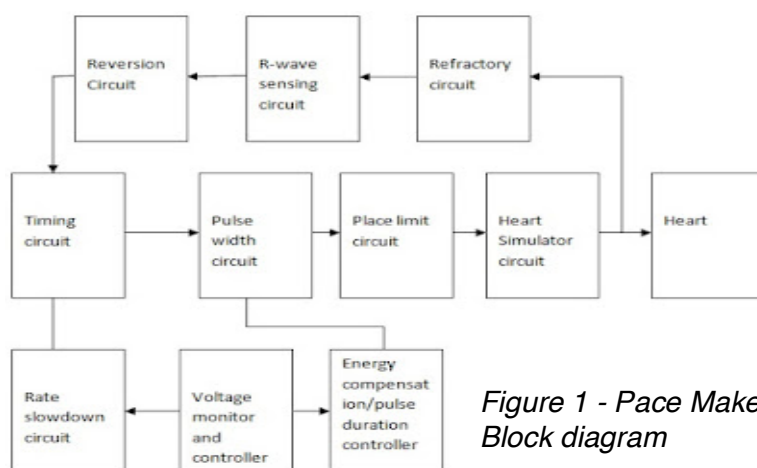 Reversion
Circuit
R-wave
sensing
circuit
Refractory
circuit
Timing
circuit
Pulse
width
circuit
Place limit
circuit
Heart
Simulator
circuit
Heart
Rate
slowdown
circuit
Voltage
monitor
and
controller
Energy
compensat
ion/pulse
duration
controller
Figure 1 - Pace Make
Block diagram